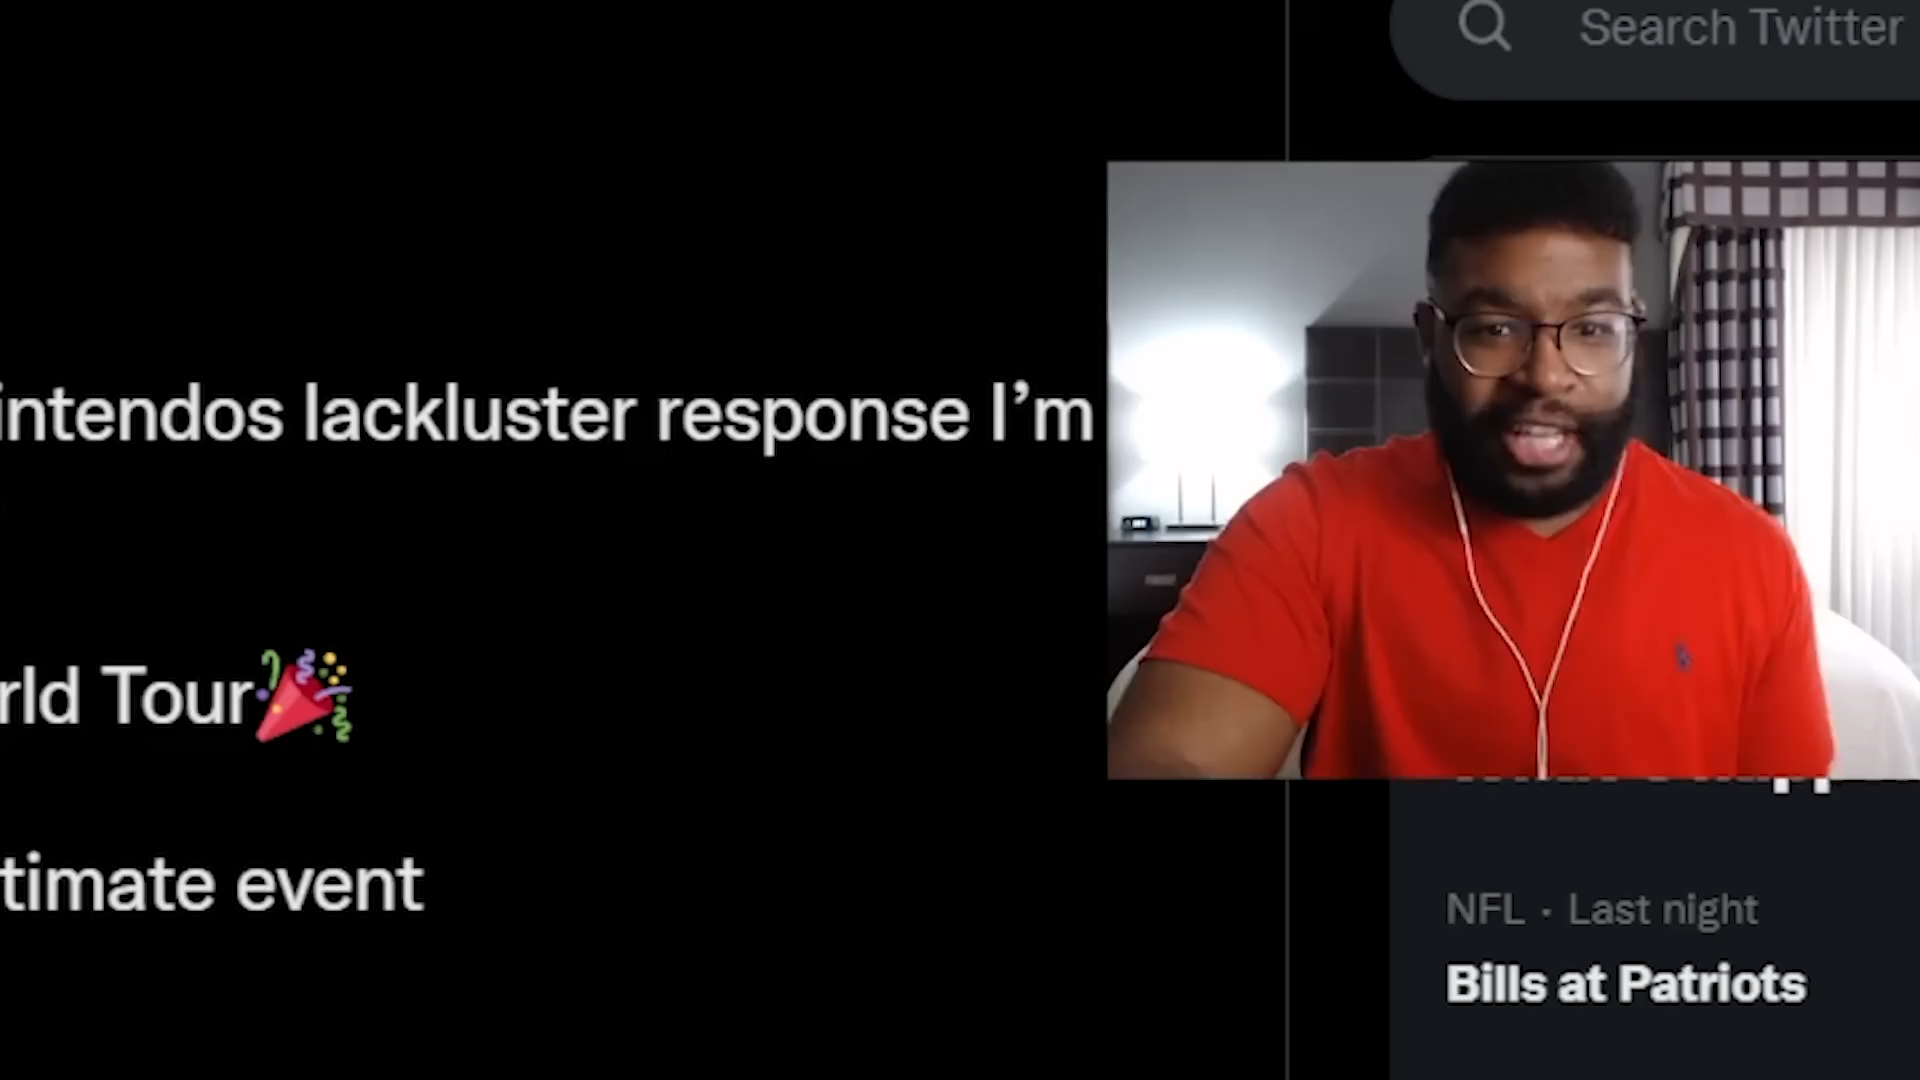 Search Twitter
intendos lackluster response I’m
rld Tour🎉
timate event
NFL · Last night
Bills at Patriots